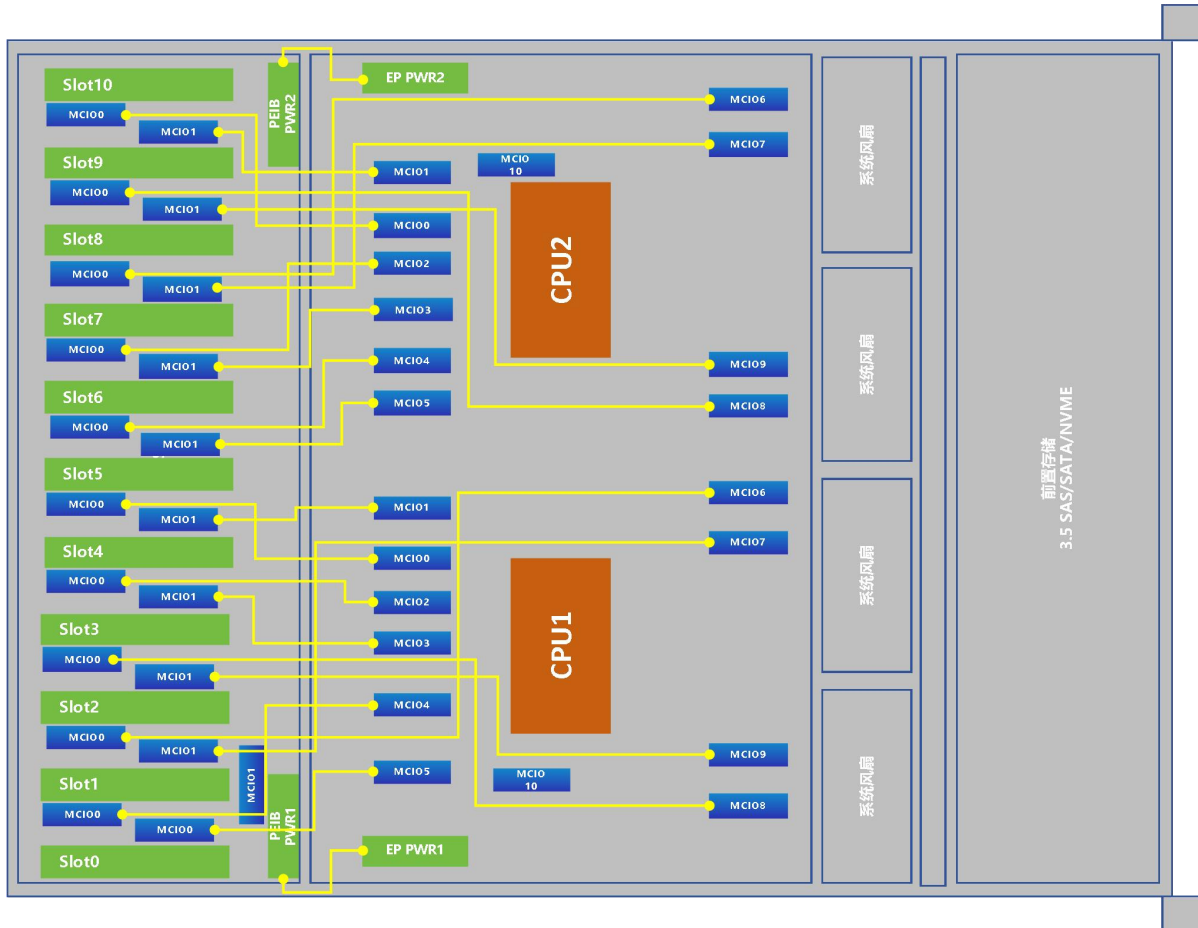 Slot10
MCIO0
MCIO1
Slot9
MCIO0
MCIO1
Slot8
MCIO0
MCIO1
Slot7
MCIO0
MCIO1
Slot6
MCIO0
MCIO1
Slot5
MCIO0
MCIO1
Slot4
MCIO0
MCIO1
Slot3
MCIO0
MCIO1
Slot2
MCIO0
MCIO1
MCIO1
Slot1
MCIO0
MCIO0
Slot0
PEIB
PWR2
PEIB
PWR1
EP PWR2
MCIO1
MCIO0
MCIO2
MCIO3
MCIO4
MCIO5
MCIO
10
CPU2
MCIO6
MCIO7
MCIO9
MCIO8
MCIO1
MCIO0
MCIO2
MCIO3
MCIO4
MCIO5
MCIO
10
CPU1
MCIO6
MCIO7
MCIO9
MCIO8
EP PWR1
系统风扇
系统风扇
系统风扇
系统风扇
前置存储
3.5 SAS/SATA/NVME